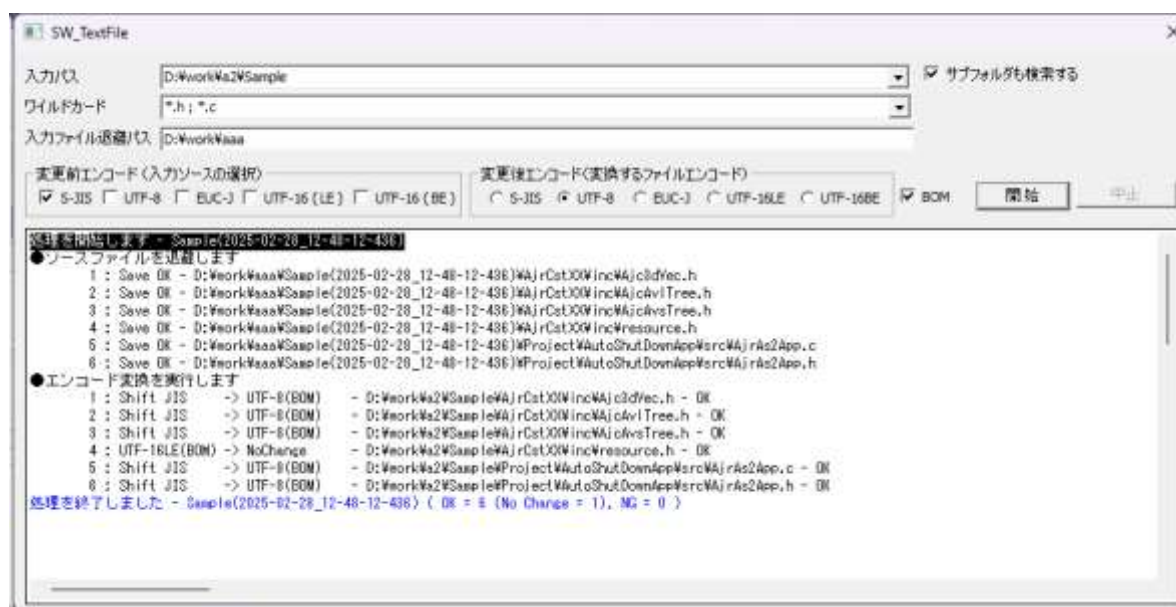 SW_TextFile
入力パス D:¥work¥a2¥Sample サブフォルダも検索する
ワイルドカード *.h ; *.c
入力ファイル退避パス D:¥work¥aaa
変更前エンコード(入力ソースの選択) 変更後エンコード(変換するファイルエンコード)
S-JIS UTF-8 EUC-J UTF-16(LE) UTF-16(BE) S-JIS UTF-8 EUC-J UTF-16LE UTF-16BE BOM 開始 中止
処理を開始します - Sample(2025-02-28_12-48-12-436)
●ソースファイルを退避します
1 : Save OK - D:¥work¥aaa¥Sample(2025-02-28_12-48-12-436)¥AjrCstXX¥inc¥Ajc3dVec.h
2 : Save OK - D:¥work¥aaa¥Sample(2025-02-28_12-48-12-436)¥AjrCstXX¥inc¥AjcAvlTree.h
3 : Save OK - D:¥work¥aaa¥Sample(2025-02-28_12-48-12-436)¥AjrCstXX¥inc¥AjcAvsTree.h
4 : Save OK - D:¥work¥aaa¥Sample(2025-02-28_12-48-12-436)¥AjrCstXX¥inc¥resource.h
5 : Save OK - D:¥work¥aaa¥Sample(2025-02-28_12-48-12-436)¥Project¥AutoShutDownApp¥src¥AjrAs2App.c
6 : Save OK - D:¥work¥aaa¥Sample(2025-02-28_12-48-12-436)¥Project¥AutoShutDownApp¥src¥AjrAs2App.h
●エンコード変換を実行します
1 : Shift JIS -> UTF-8(BOM) - D:¥work¥a2¥Sample¥AjrCstXX¥inc¥Ajc3dVec.h - OK
2 : Shift JIS -> UTF-8(BOM) - D:¥work¥a2¥Sample¥AjrCstXX¥inc¥AjcAvlTree.h - OK
3 : Shift JIS -> UTF-8(BOM) - D:¥work¥a2¥Sample¥AjrCstXX¥inc¥AjcAvsTree.h - OK
4 : UTF-16LE(BOM) -> NoChange - D:¥work¥a2¥Sample¥AjrCstXX¥inc¥resource.h - OK
5 : Shift JIS -> UTF-8(BOM) - D:¥work¥a2¥Sample¥Project¥AutoShutDownApp¥src¥AjrAs2App.c - OK
6 : Shift JIS -> UTF-8(BOM) - D:¥work¥a2¥Sample¥Project¥AutoShutDownApp¥src¥AjrAs2App.h - OK
処理を終了しました - Sample(2025-02-28_12-48-12-436) ( OK = 6 (No Change = 1), NG = 0 )